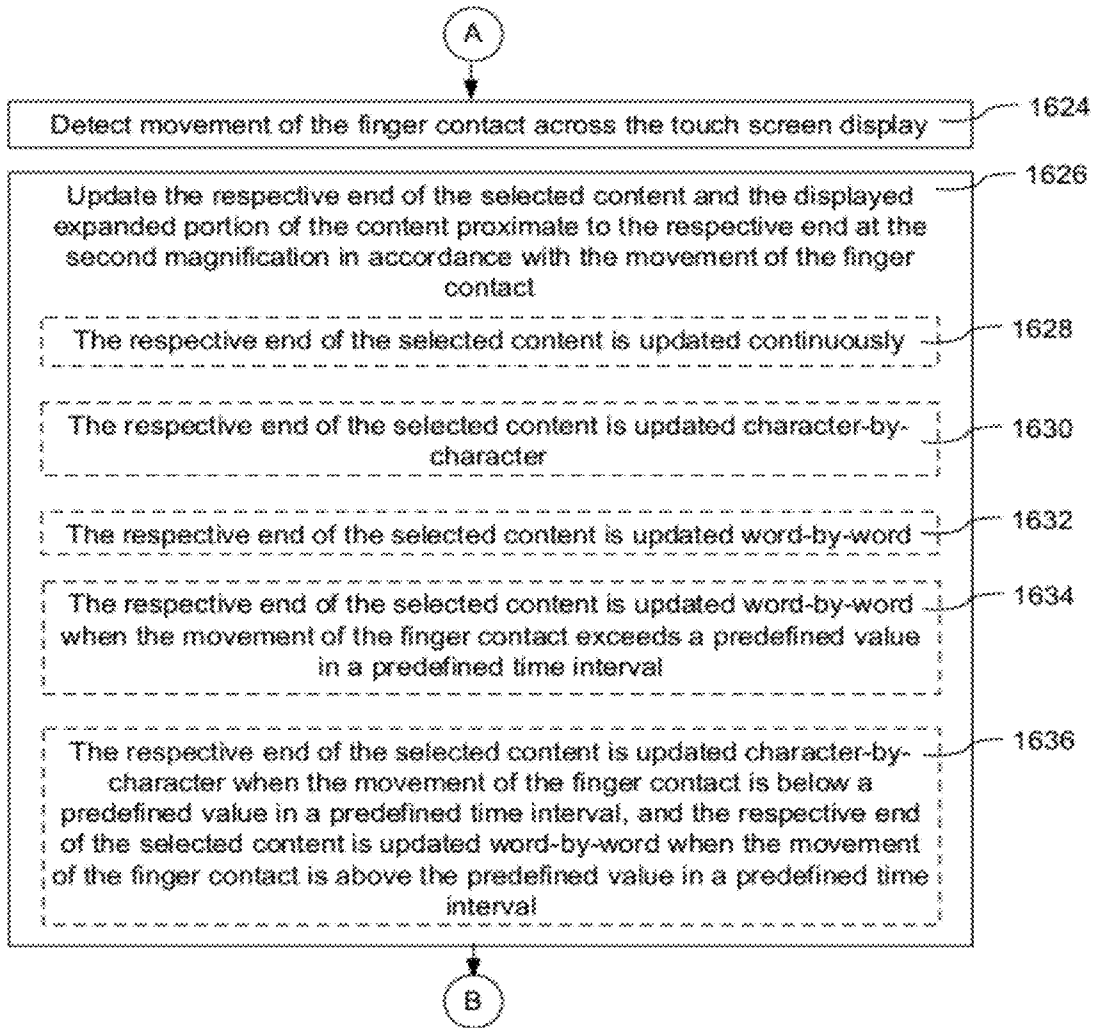 A
Detect movement of the finger contact across the touch screen display
1624
Update the respective end of the selected content and the displayed
expanded portion of the content proximate to the respective end at the
second magnification in accordance with the movement of the finger
contact
1626
The respective end of the selected content is updated continuously
1628
The respective end of the selected content is updated character-by-
character
1630
The respective end of the selected content is updated word-by-word
1632
The respective end of the selected content is updated word-by-word
when the movement of the finger contact exceeds a predefined value
in a predefined time interval
1634
The respective end of the selected content is updated character-by-
character when the movement of the finger contact is below a
predefined value in a predefined time interval, and the respective end
of the selected content is updated word-by-word when the movement
of the finger contact is above the predefined value in a predefined time
interval
1636
B